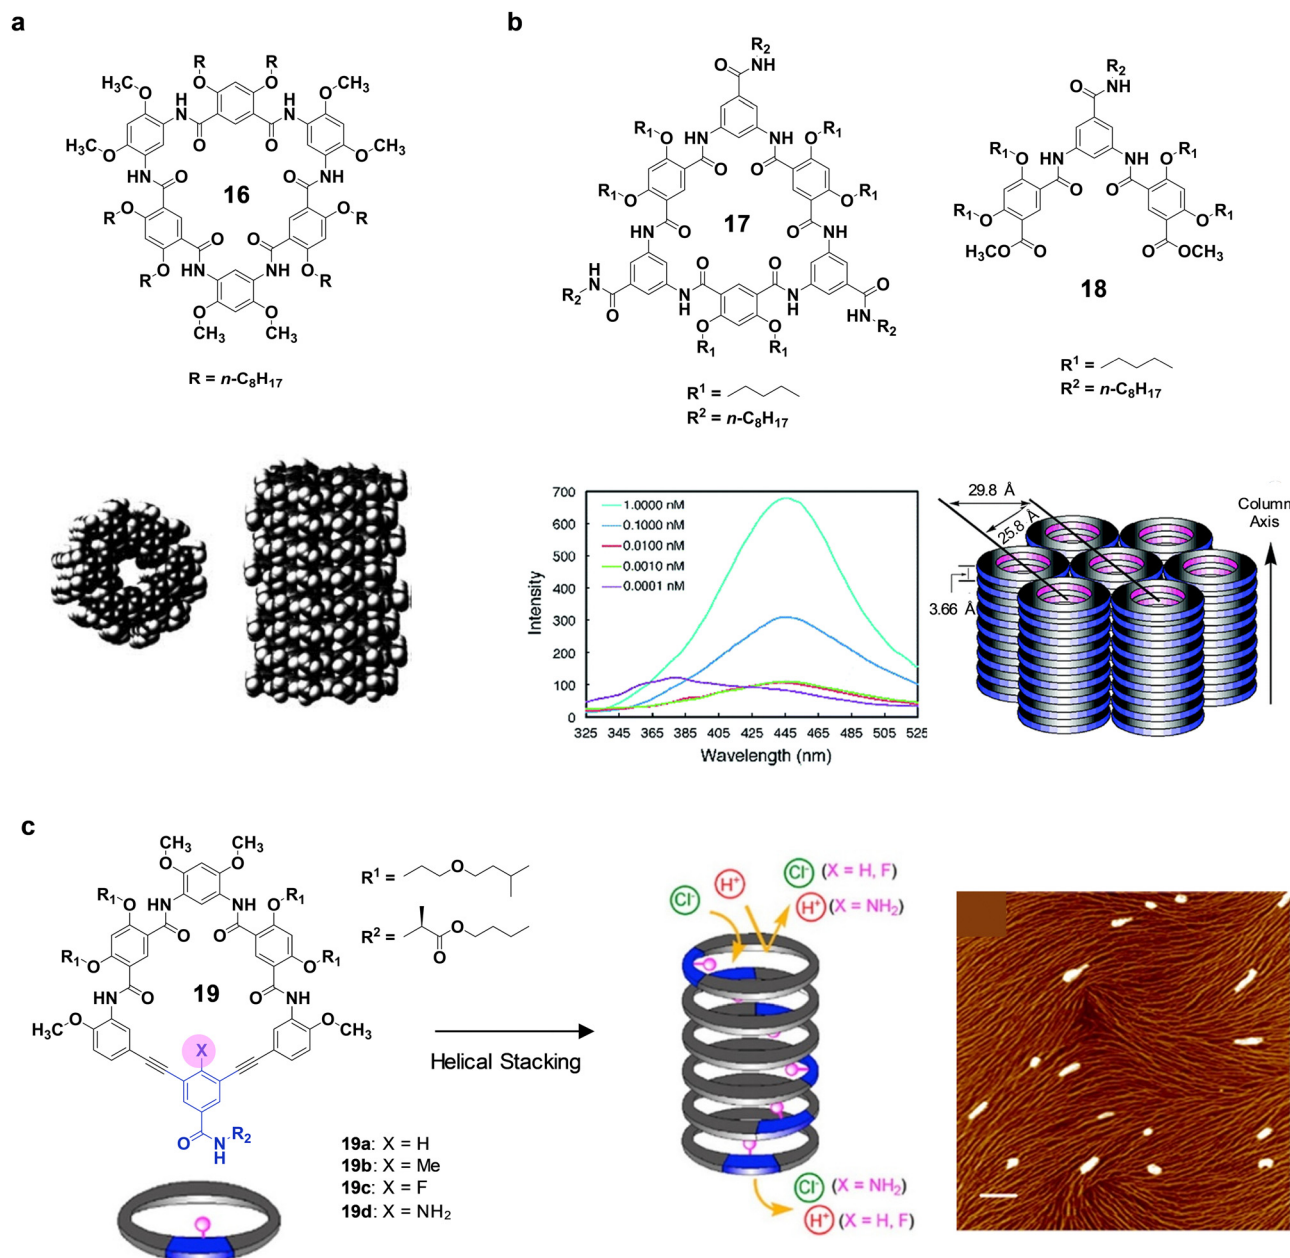 a
R R
H₃C O O O O CH₃
H H
N N
O O
H₃C O O CH₃
NH HN
O O
16
R O O R
O O
NH HN
O O
R R
O O
CH₃ CH₃
R = n-C₈H₁₇
b
R₂
O NH
R₁ O NH HN O R₁
O O
R₁ O O R₁
17
O O
HN NH
H N O O O O
R₂ N N HN
O H H R₂
O O
R₁ R₁
R¹ =
R² = n-C₈H₁₇
R₂
O NH
R₁ O NH HN O R₁
O O
R₁ O O R₁
CH₃O O O OCH₃
18
R¹ =
R² = n-C₈H₁₇
700
600
500
400
300
200
100
0
1.0000 nM
0.1000 nM
0.0100 nM
0.0010 nM
0.0001 nM
Intensity
325 345 365 385 405 425 445 465 485 505 525
Wavelength (nm)
29.8 Å
25.8 Å
3.66 Å
Column
Axis
c
CH₃ CH₃
O O
R₁ O NH HN O R₁
O O
R₁ O O R₁
19
O O
NH HN
H₃C O O CH₃
X
O N R₂
H
R¹ = O
R² = O
O
19a: X = H
19b: X = Me
19c: X = F
19d: X = NH₂
Helical Stacking
Cl⁻ H⁺
Cl⁻ (X = H, F)
H⁺ (X = NH₂)
Cl⁻ (X = NH₂)
H⁺ (X = H, F)